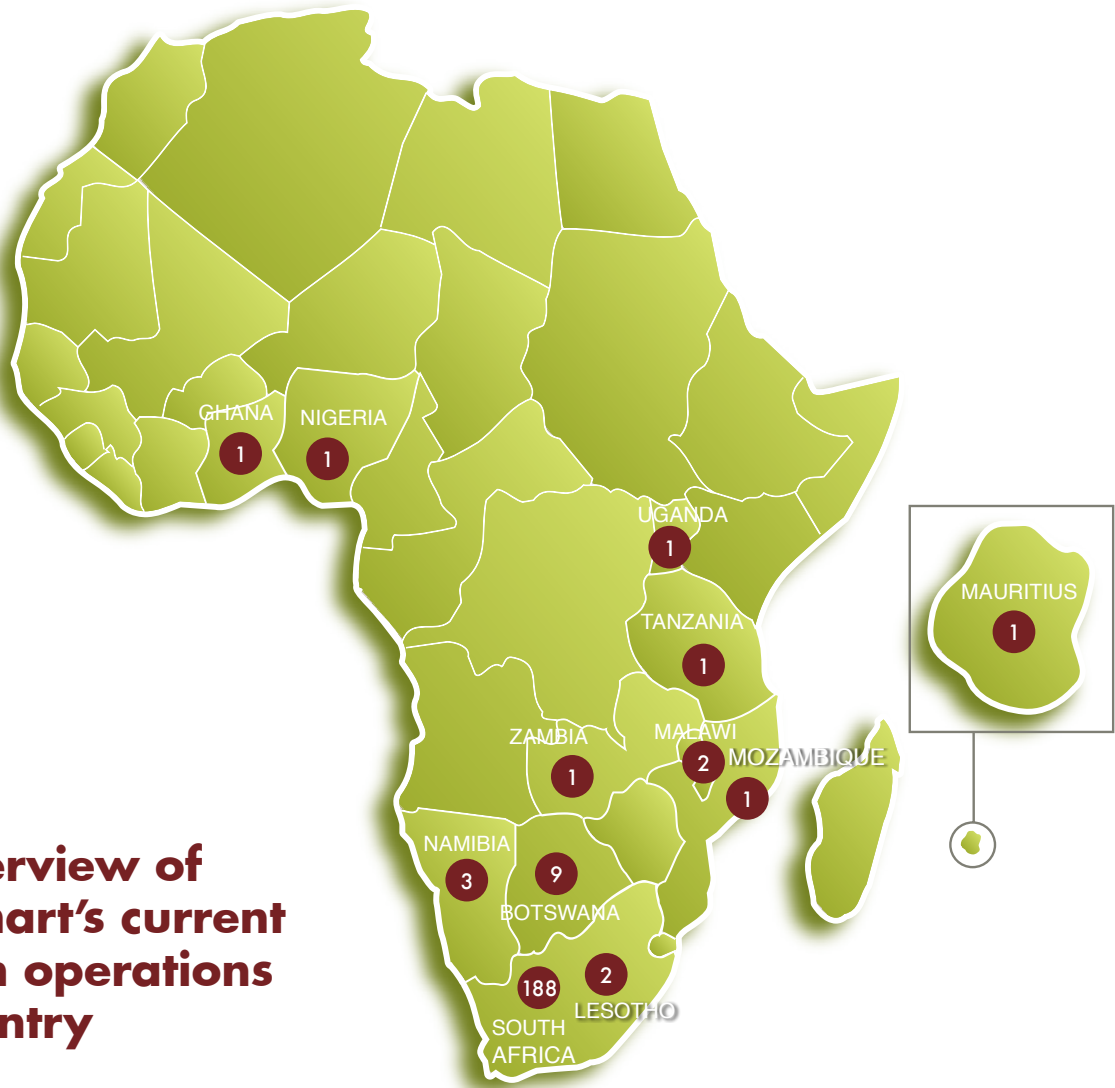 GHANA
1
NIGERIA
1
UGANDA
1
TANZANIA
1
MAURITIUS
1
ZAMBIA
1
MALAWI
2
MOZAMBIQUE
1
NAMIBIA
3
9
BOTSWANA
188
SOUTH
AFRICA
2
LESOTHO
erview of
nart's current
n operations
ntry